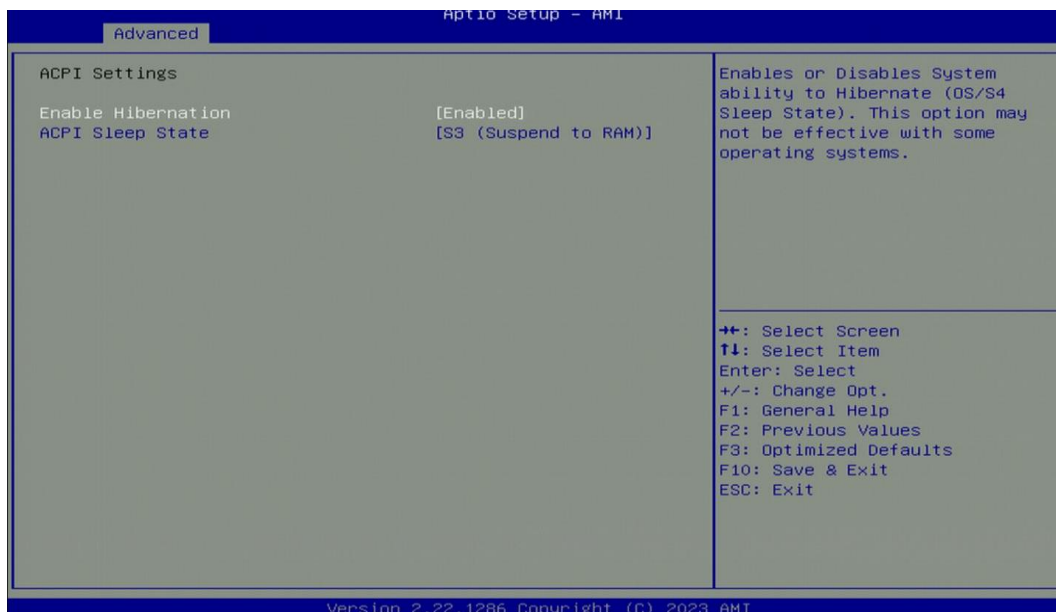 Aptio Setup - AMI
Advanced
ACPI Settings
Enable Hibernation [Enabled]
ACPI Sleep State [S3 (Suspend to RAM)]
Enables or Disables System
ability to Hibernate (OS/S4
Sleep State). This option may
not be effective with some
operating systems.
→←: Select Screen
↑↓: Select Item
Enter: Select
+/-: Change Opt.
F1: General Help
F2: Previous Values
F3: Optimized Defaults
F10: Save & Exit
ESC: Exit
Version 2.22.1286 Copyright (C) 2023 AMI